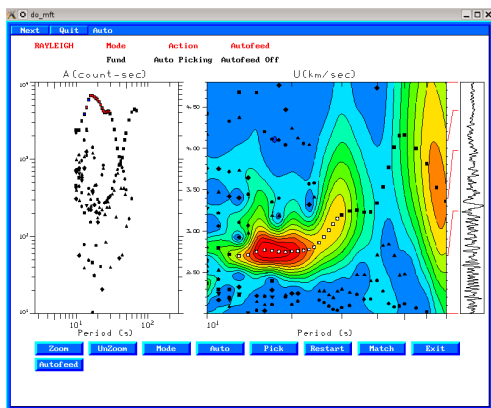 do_mft
Next Quit Auto
RAYLEIGH Mode Action Autofeed
Fund Auto Picking Autofeed Off
A(count-sec) U(km/sec)
10⁴
4.50
4.00
10³
3.50
3.00
10²
2.50
10¹
10¹ 10² 10¹
Period (s) Period (s)
Zoom UnZoom Mode Auto Pick Restart Match Exit
Autofeed